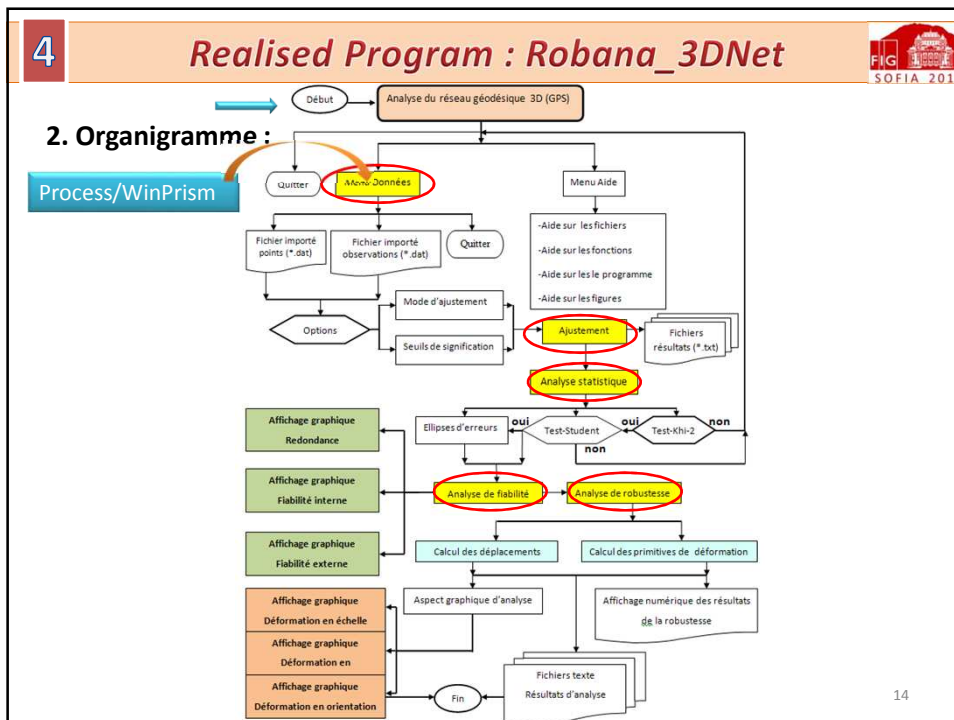 4
Realised Program : Robana_3DNet
FIG
SOFIA 201
Début
Analyse du réseau géodésique 3D (GPS)
2. Organigramme :
Process/WinPrism
Quitter
Données
Menu Aide
Fichier importé
points (*.dat)
Fichier importé
observations (*.dat)
Quitter
-Aide sur les fichiers
-Aide sur les fonctions
-Aide sur les le programme
-Aide sur les figures
Options
Mode d'ajustement
Seuils de signification
Ajustement
Fichiers
résultats (*.txt)
Analyse statistique
Ellipses d'erreurs
oui
Test-Student
oui
Test-Khi-2
non
non
Affichage graphique
Redondance
Affichage graphique
Fiabilité interne
Affichage graphique
Fiabilité externe
Analyse de fiabilité
Analyse de robustesse
Calcul des déplacements
Calcul des primitives de déformation
Aspect graphique d'analyse
Affichage numérique des résultats
de la robustesse
Affichage graphique
Déformation en échelle
Affichage graphique
Déformation en
Affichage graphique
Déformation en orientation
Fin
Fichiers texte
Résultats d'analyse
14